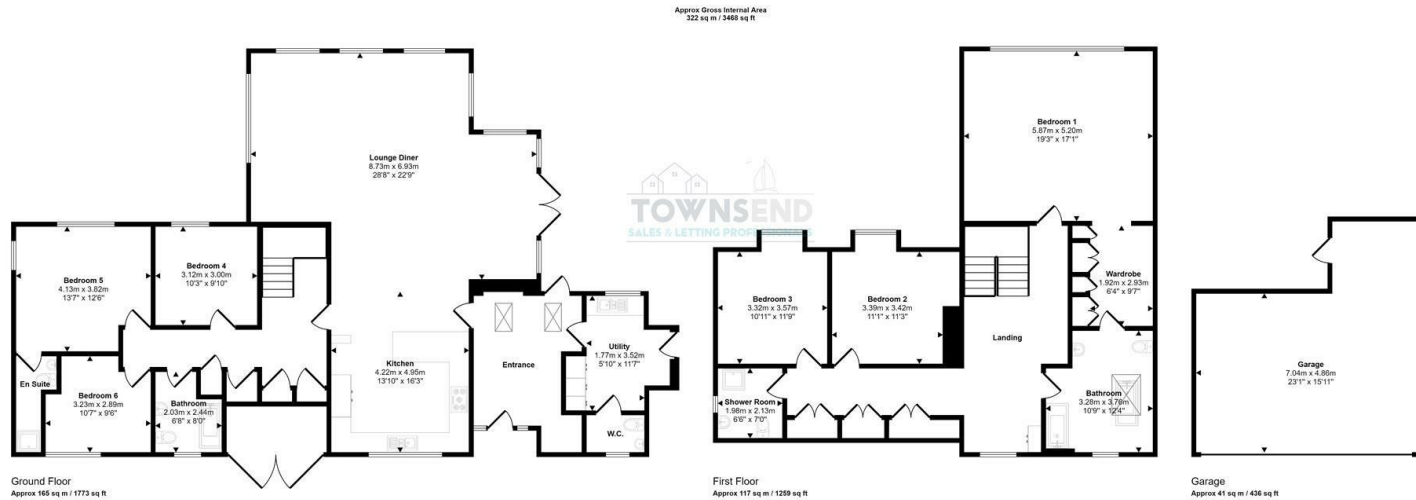 Approx Gross Internal Area
322 sq m / 3468 sq ft
TOWNSEND
SALES & LETTING PROFESSIONALS
Lounge Diner
8.73m x 6.93m
28'8" x 22'9"
Bedroom 5
4.13m x 3.82m
13'7" x 12'6"
Bedroom 4
3.12m x 3.00m
10'3" x 9'10"
En Suite
Bedroom 6
3.23m x 2.89m
10'7" x 9'6"
Bathroom
2.03m x 2.44m
6'8" x 8'0"
Kitchen
4.22m x 4.95m
13'10" x 16'3"
Entrance
Utility
1.77m x 3.52m
5'10" x 11'7"
W.C.
Ground Floor
Approx 165 sq m / 1773 sq ft
Bedroom 1
5.87m x 5.20m
19'3" x 17'1"
Wardrobe
1.92m x 2.93m
6'4" x 9'7"
Bedroom 3
3.32m x 3.57m
10'11" x 11'9"
Bedroom 2
3.39m x 3.42m
11'1" x 11'3"
Landing
Shower Room
1.98m x 2.13m
6'6" x 7'0"
Bathroom
3.28m x 3.76m
10'9" x 12'4"
First Floor
Approx 117 sq m / 1259 sq ft
Garage
7.04m x 4.86m
23'1" x 15'11"
Garage
Approx 41 sq m / 436 sq ft